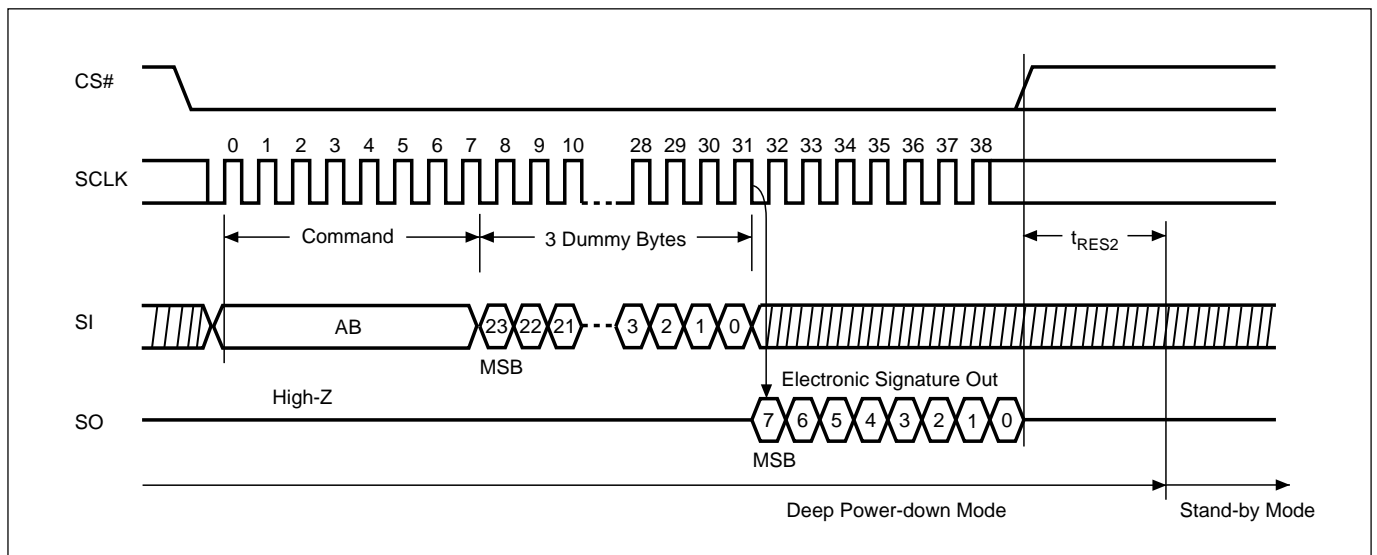 CS#
0 1 2 3 4 5 6 7 8 9 10 28 29 30 31 32 33 34 35 36 37 38
SCLK
Command
3 Dummy Bytes
tRES2
SI
AB
23 22 21 3 2 1 0
MSB
Electronic Signature Out
High-Z
SO
7 6 5 4 3 2 1 0
MSB
Deep Power-down Mode
Stand-by Mode